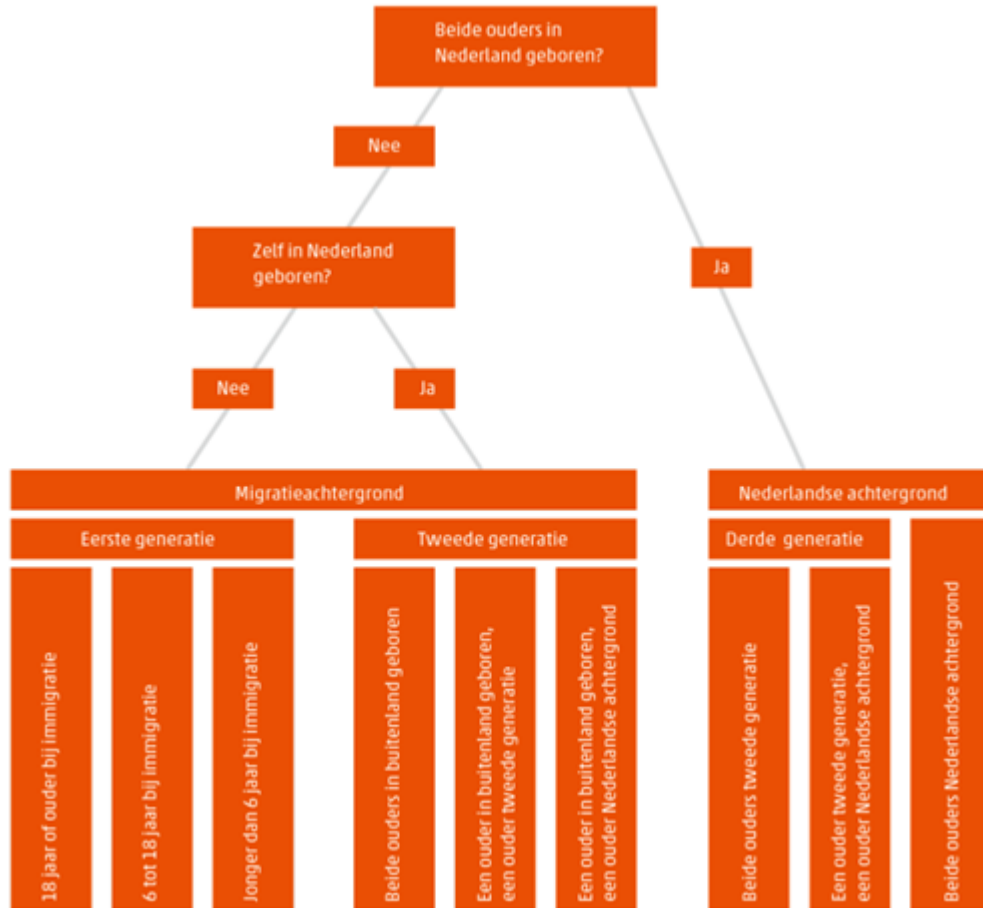 Beide ouders in
Nederland geboren?
Nee
Zelf in Nederland
geboren?
Ja
Nee
Ja
Migratieachtergrond
Nederlandse achtergrond
Eerste generatie
Tweede generatie
Derde generatie
18 jaar of ouder bij immigratie
6 tot 18 jaar bij immigratie
Jonger dan 6 jaar bij immigratie
Beide ouders in buitenland geboren
Een ouder in buitenland geboren,
een ouder tweede generatie
Een ouder in buitenland geboren,
een ouder Nederlandse achtergrond
Beide ouders tweede generatie
Een ouder tweede generatie,
een ouder Nederlandse achtergrond
Beide ouders Nederlandse achtergrond